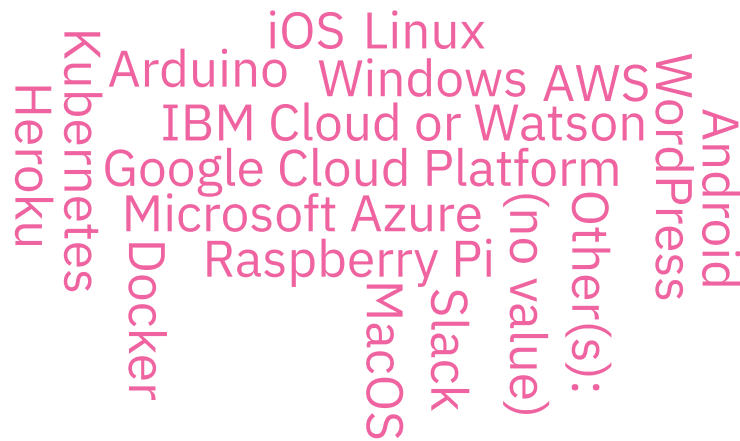 iOS
Linux
Arduino
Windows
AWS
IBM Cloud or Watson
Google Cloud Platform
Microsoft Azure
Raspberry Pi
Heroku
Kubernetes
Docker
MacOS
Slack
(no value)
Other(s):
WordPress
Android